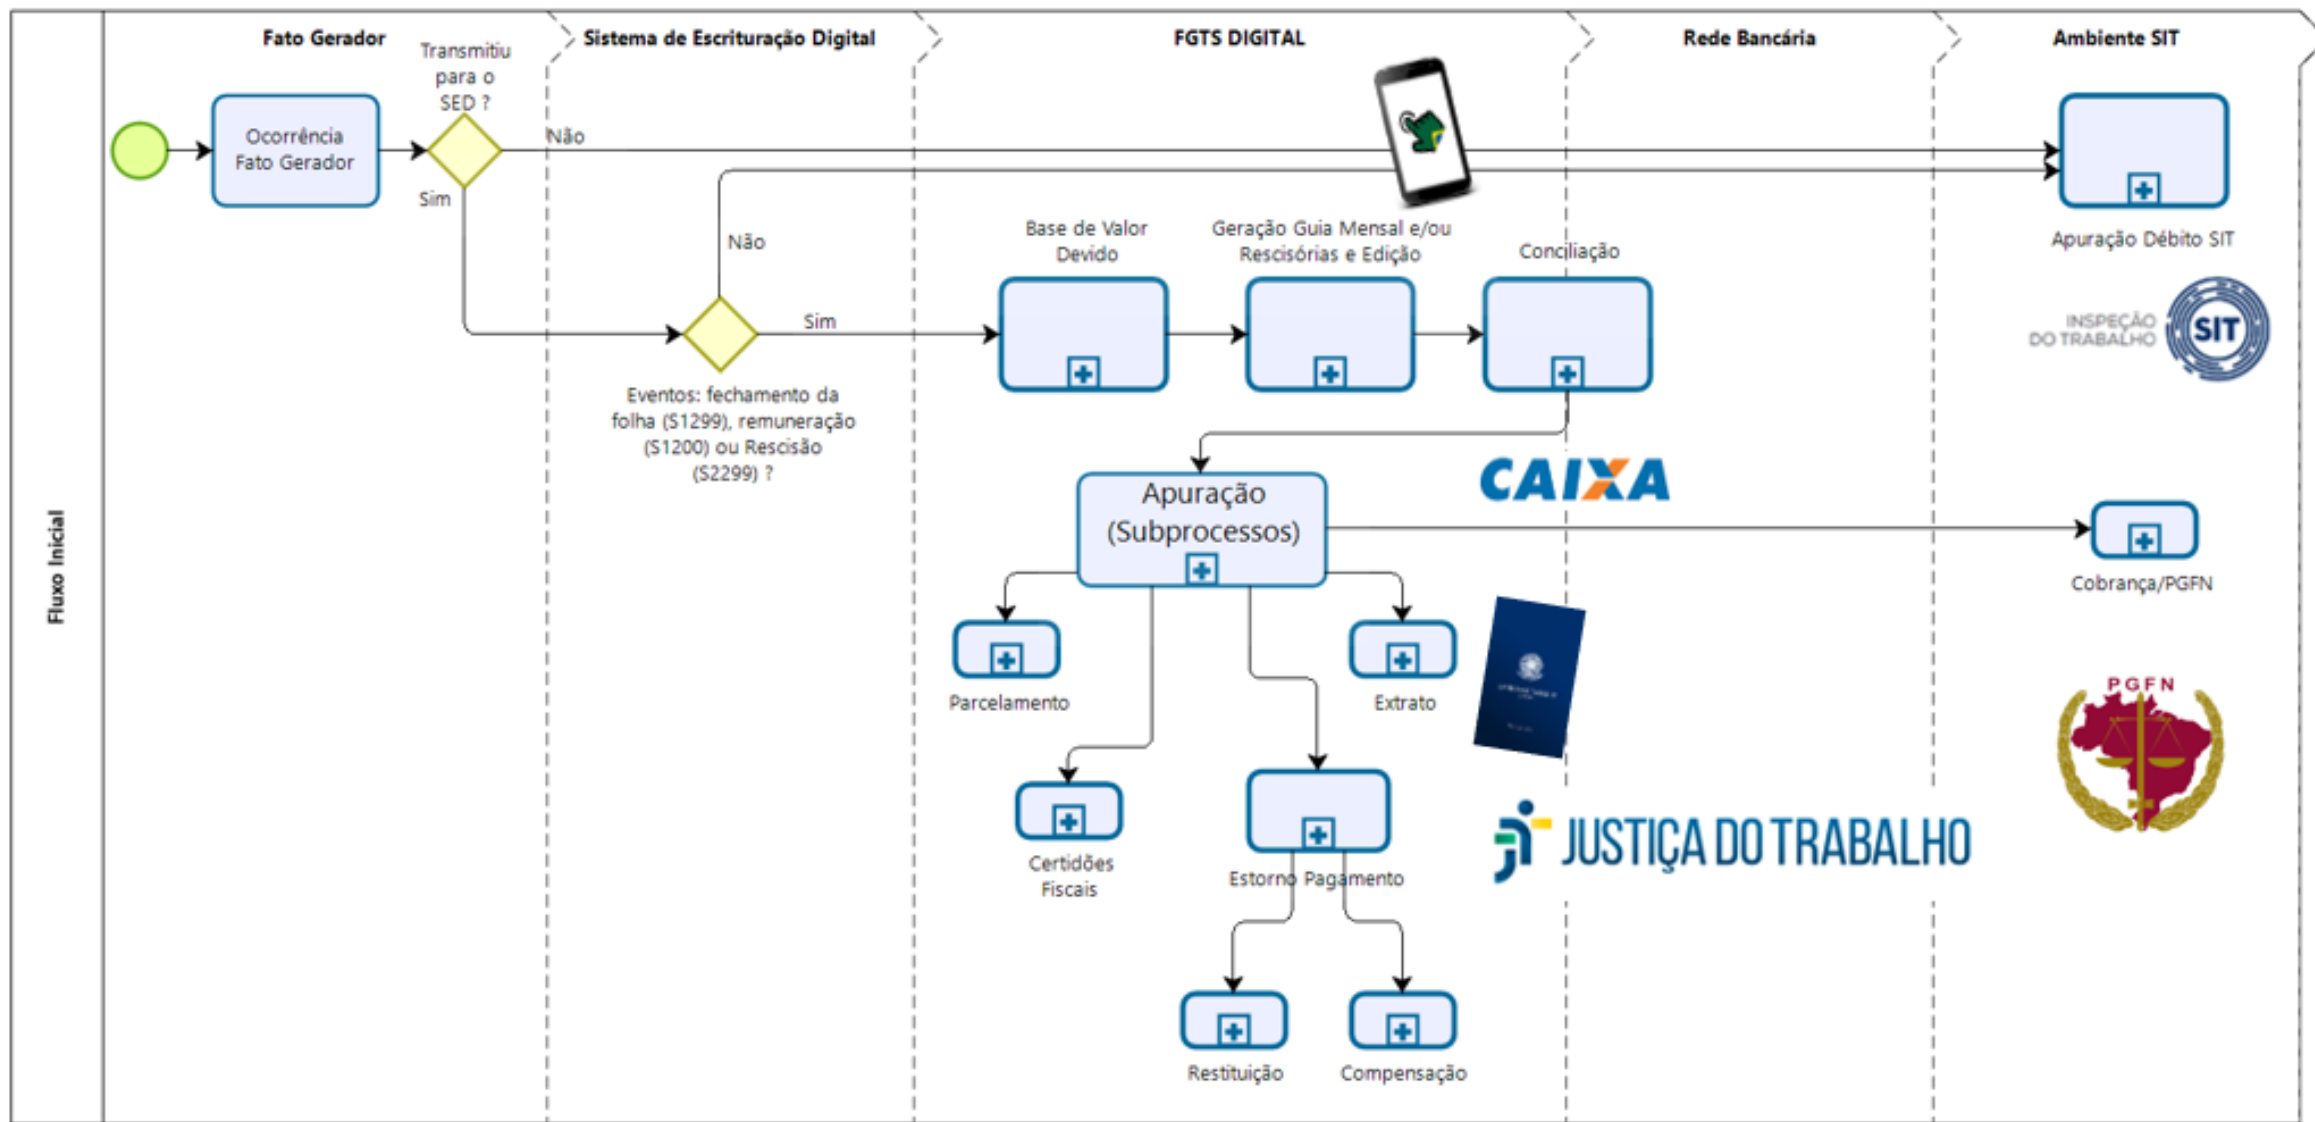 Fato Gerador
Sistema de Escrituração Digital
FGTS DIGITAL
Rede Bancária
Ambiente SIT
Fluxo Inicial
Transmitiu
para o
SED ?
Ocorrência
Fato Gerador
Não
Sim
Não
Sim
Eventos: fechamento da
folha (S1299), remuneração
(S1200) ou Rescisão
(S2299) ?
Base de Valor
Devido
Geração Guia Mensal e/ou
Rescisórias e Edição
Conciliação
Apuração Débito SIT
INSPEÇÃO
DO TRABALHO
SIT
CAIXA
Apuração
(Subprocessos)
Cobrança/PGFN
Parcelamento
Extrato
PGFN
Certidões
Fiscais
Estorno Pagamento
JUSTIÇA DO TRABALHO
Restituição
Compensação